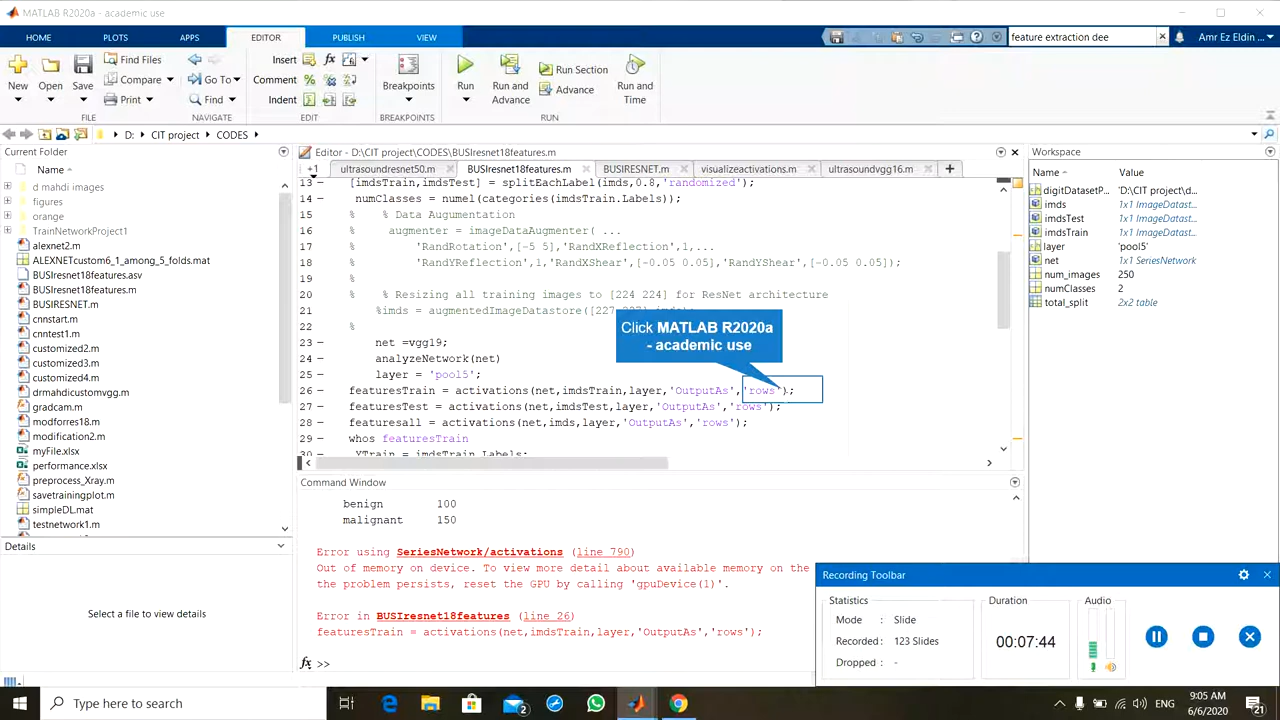 MATLAB R2020a - academic use
HOME PLOTS APPS EDITOR PUBLISH VIEW
feature extraction dee
Amr Ez Eldin ...
New Open Save
Find Files
Compare
Print
FILE
Go To
Find
NAVIGATE
Insert fx
Comment
Indent
EDIT
Breakpoints
BREAKPOINTS
Run
Run and Advance
Run Section
Advance
Run and Time
RUN
D: CIT project CODES
Current Folder
Name
d mahdi images
figures
orange
TrainNetworkProject1
alexnet2.m
ALEXNETcustom6_1_among_5_folds.mat
BUSIresnet18features.asv
BUSIresnet18features.m
BUSIRESNET.m
cnnstart.m
cnntest1.m
customized2.m
customized3.m
customized4.m
drmahdicustomvgg.m
gradcam.m
modforres18.m
modification2.m
myFile.xlsx
performance.xlsx
preprocess_Xray.m
savetrainingplot.m
simpleDL.mat
testnetwork1.m
Details
Select a file to view details
Editor - D:\CIT project\CODES\BUSIresnet18features.m
+1 ultrasoundresnet50.m BUSIresnet18features.m BUSIRESNET.m visualizeactivations.m ultrasoundvgg16.m
13 – [imdsTrain,imdsTest] = splitEachLabel(imds,0.8,'randomized');
14 – numClasses = numel(categories(imdsTrain.Labels));
15 % % Data Augumentation
16 % augmenter = imageDataAugmenter( ...
17 % 'RandRotation',[-5 5],'RandXReflection',1,...
18 % 'RandYReflection',1,'RandXShear',[-0.05 0.05],'RandYShear',[-0.05 0.05]);
19 %
20 % % Resizing all training images to [224 224] for ResNet architecture
21 %imds = augmentedImageDatastore([227
22 %
23 – net =vgg19;
24 – analyzeNetwork(net)
25 – layer = 'pool5';
26 – featuresTrain = activations(net,imdsTrain,layer,'OutputAs','rows');
27 – featuresTest = activations(net,imdsTest,layer,'OutputAs','rows');
28 – featuresall = activations(net,imds,layer,'OutputAs','rows');
29 – whos featuresTrain
30 – YTrain = imdsTrain.Labels;
Click MATLAB R2020a
- academic use
Command Window
benign 100
malignant 150
Error using SeriesNetwork/activations (line 790)
Out of memory on device. To view more detail about available memory on the
the problem persists, reset the GPU by calling 'gpuDevice(1)'.
Error in BUSIresnet18features (line 26)
featuresTrain = activations(net,imdsTrain,layer,'OutputAs','rows');
fx >>
Workspace
Name Value
digitDatasetP... 'D:\CIT project\d...
imds 1x1 ImageDatast...
imdsTest 1x1 ImageDatast...
imdsTrain 1x1 ImageDatast...
layer 'pool5'
net 1x1 SeriesNetwork
num_images 250
numClasses 2
total_split 2x2 table
Recording Toolbar
Statistics
Mode : Slide
Recorded : 123 Slides
Dropped : -
Duration
00:07:44
Audio
Type here to search
2
ENG
9:05 AM
6/6/2020
21